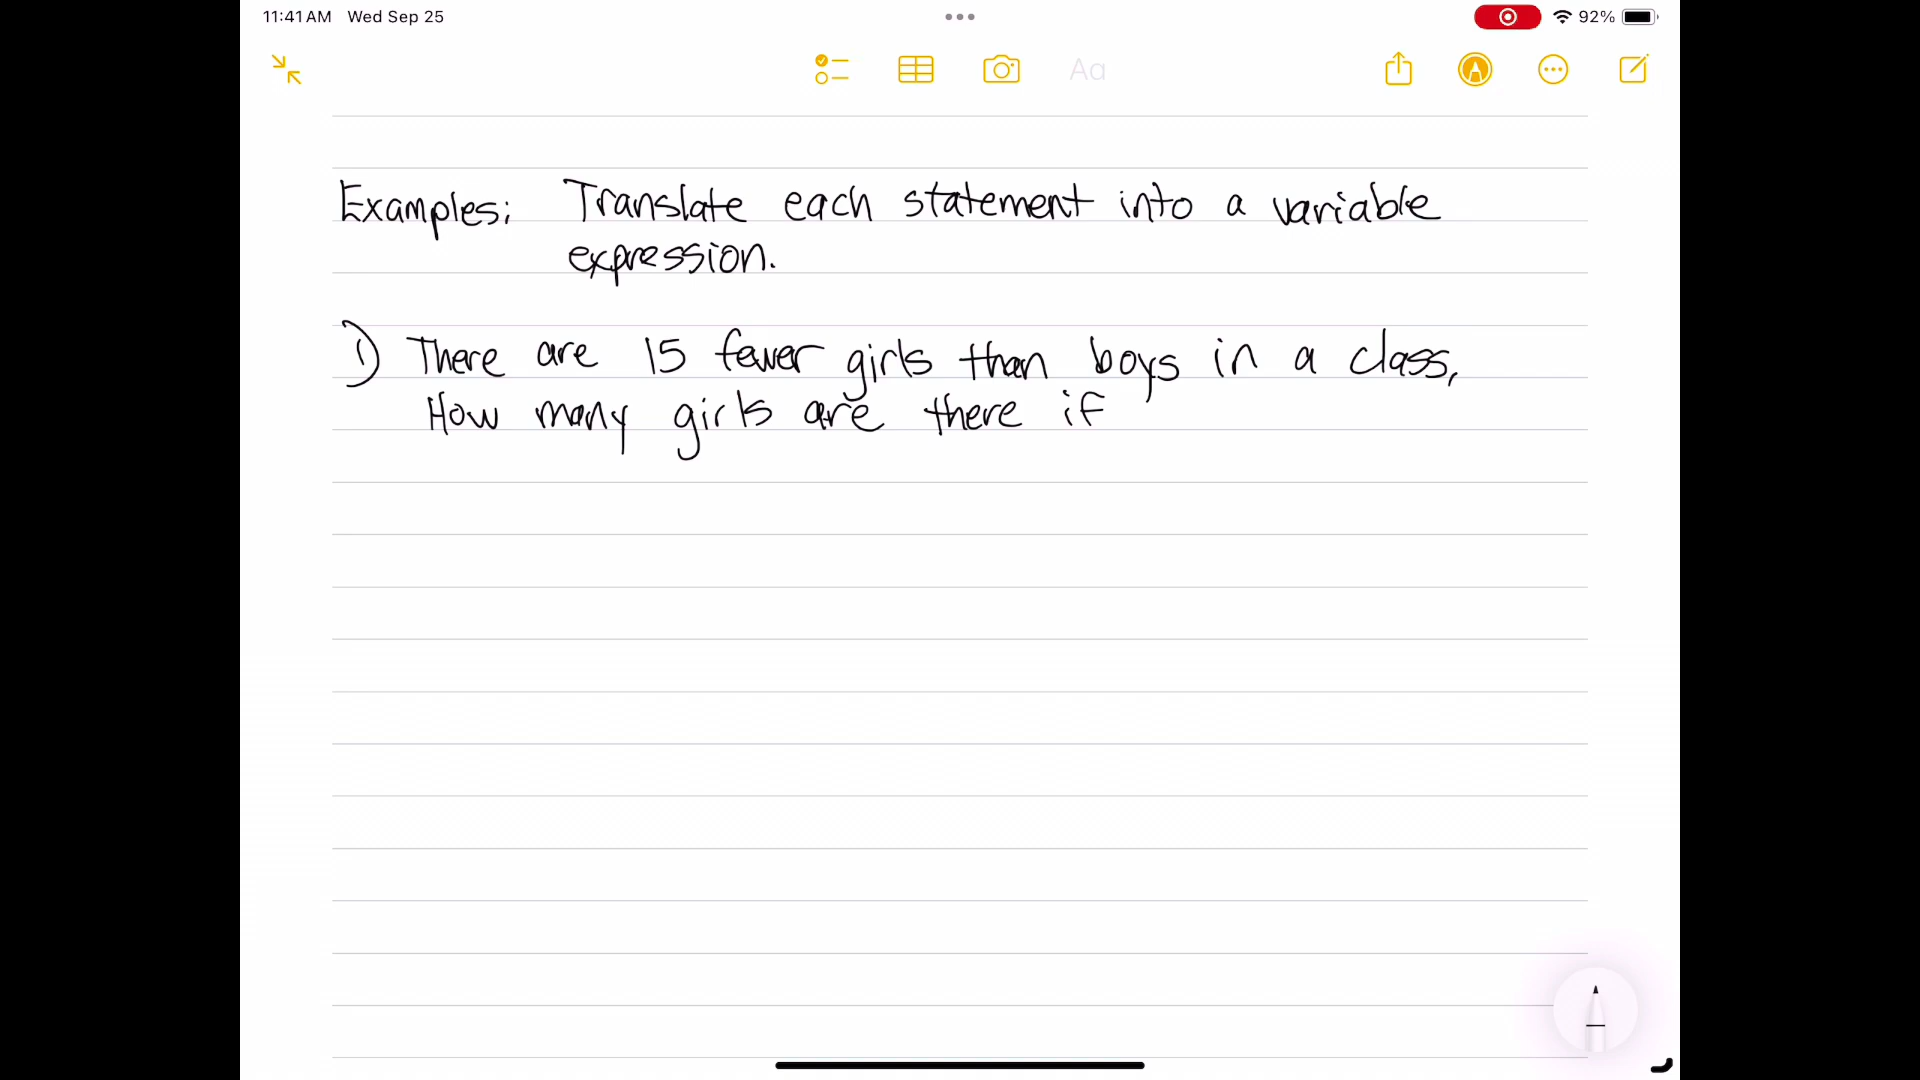 11:41 AM Wed Sep 25
92%
Aa
Examples: Translate each statement into a variable
expression.
1) There are 15 fewer girls than boys in a class,
How many girls are there if